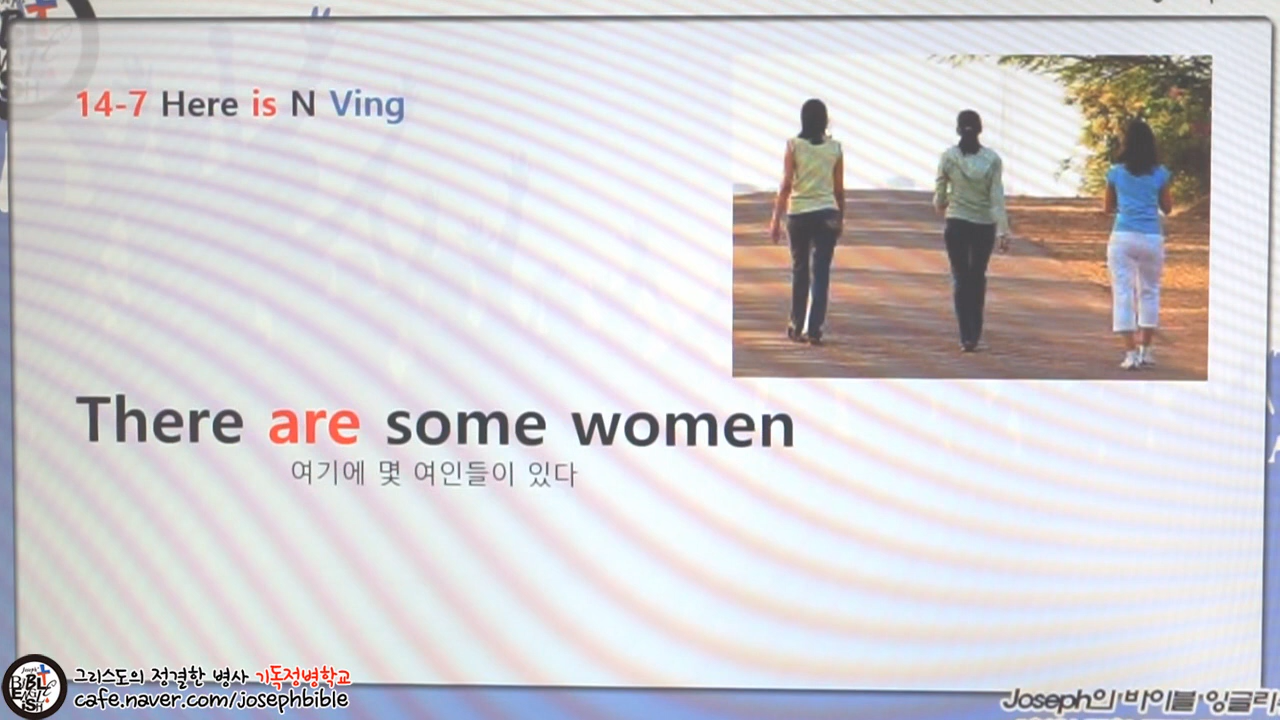 14-7 Here is N Ving
There are some women
여기에 몇 여인들이 있다
그리스도의 정결한 병사 기독정병학교
cafe.naver.com/josephbible
Joseph의 바이블 잉글리